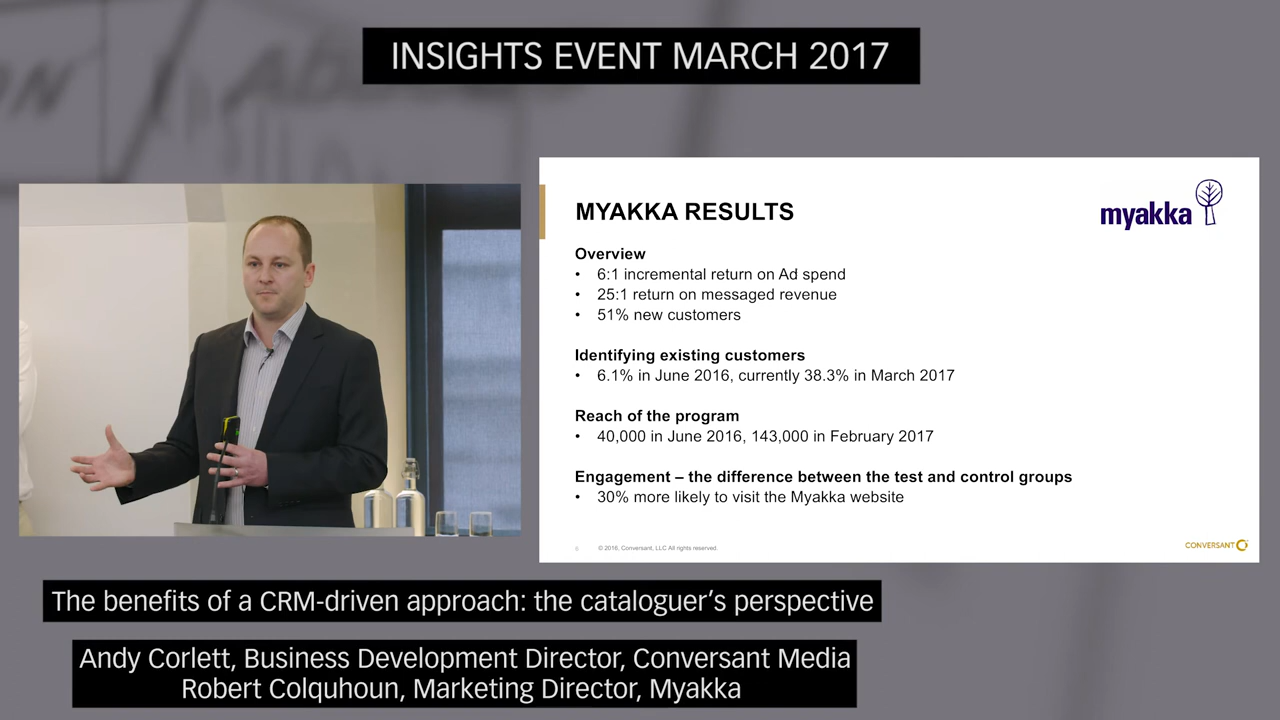 INSIGHTS EVENT MARCH 2017
MYAKKA RESULTS
myakka
Overview
• 6:1 incremental return on Ad spend
• 25:1 return on messaged revenue
• 51% new customers
Identifying existing customers
• 6.1% in June 2016, currently 38.3% in March 2017
Reach of the program
• 40,000 in June 2016, 143,000 in February 2017
Engagement – the difference between the test and control groups
• 30% more likely to visit the Myakka website
© 2016, Conversant, LLC All rights reserved.
CONVERSANT
The benefits of a CRM-driven approach: the cataloguer's perspective
Andy Corlett, Business Development Director, Conversant Media
Robert Colquhoun, Marketing Director, Myakka